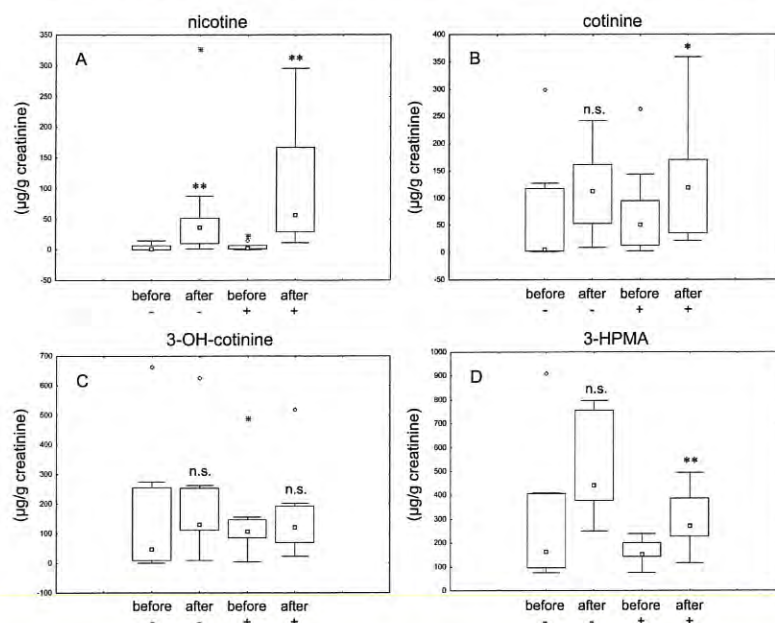 nicotine
A
(µg/g creatinine)
350
300
250
200
150
100
50
0
-50
**
**
before after before after
- - + +
cotinine
B
(µg/g creatinine)
400
350
300
250
200
150
100
50
0
-50
n.s.
*
before after before after
- - + +
3-OH-cotinine
C
(µg/g creatinine)
700
600
500
400
300
200
100
0
-100
n.s.
n.s.
before after before after
- - + +
3-HPMA
D
(µg/g creatinine)
1000
900
800
700
600
500
400
300
200
100
0
n.s.
**
before after before after
- - + +